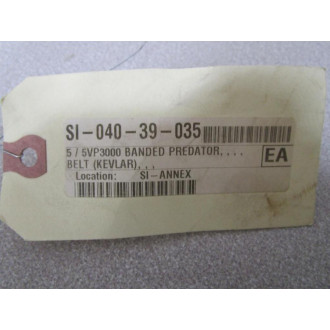 SI-040-39-035
5 / 5VP3000 BANDED PREDATOR, . . .
BELT (KEVLAR), . .
EA
Location: SI-ANNEX